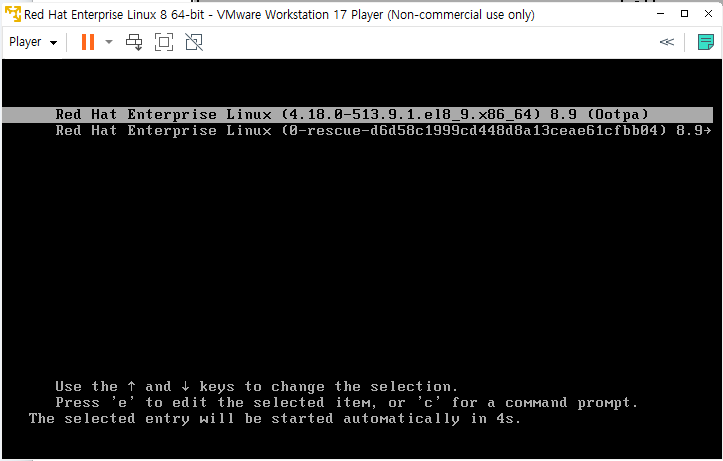 Red Hat Enterprise Linux 8 64-bit - VMware Workstation 17 Player (Non-commercial use only)
Player
Red Hat Enterprise Linux (4.18.0-513.9.1.el8_9.x86_64) 8.9 (Ootpa)
Red Hat Enterprise Linux (0-rescue-d6d58c1999cd448d8a13ceae61cfbb04) 8.9→
Use the ↑ and ↓ keys to change the selection.
Press 'e' to edit the selected item, or 'c' for a command prompt.
The selected entry will be started automatically in 4s.